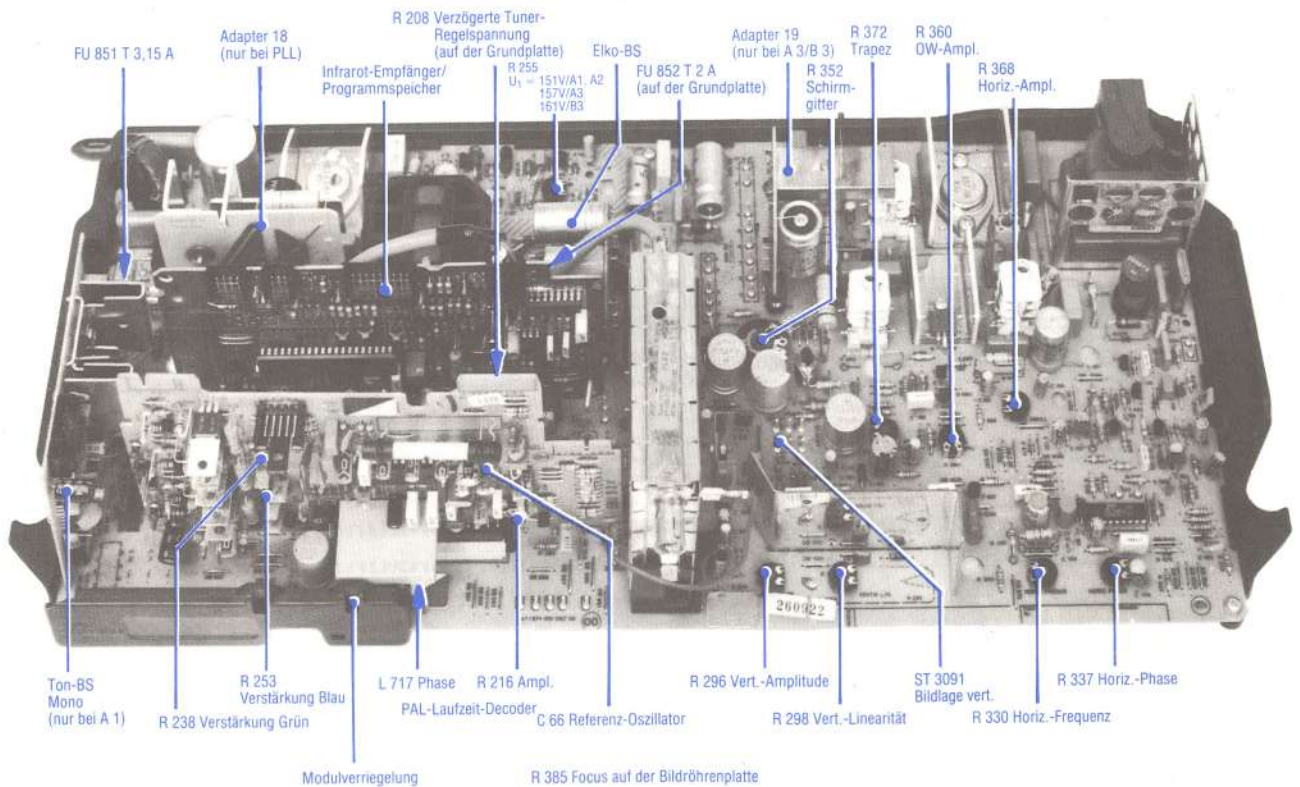 FU 851 T 3,15 A
Adapter 18
(nur bei PLL)
Infrarot-Empfänger/
Programmspeicher
R 208 Verzögerte Tuner-
Regelspannung
(auf der Grundplatte)
R 255
U1 = 151V/A1, A2
157V/A3
161V/B3
Elko-BS
FU 852 T 2 A
(auf der Grundplatte)
Adapter 19
(nur bei A 3/B 3)
R 352
Schirm-
gitter
R 372
Trapez
R 360
OW-Ampl.
R 368
Horiz.-Ampl.
260922
Ton-BS
Mono
(nur bei A 1)
R 238 Verstärkung Grün
R 253
Verstärkung Blau
L 717 Phase
PAL-Laufzeit-Decoder
R 216 Ampl.
C 66 Referenz-Oszillator
R 296 Vert.-Amplitude
R 298 Vert.-Linearität
ST 3091
Bildlage vert.
R 330 Horiz.-Frequenz
R 337 Horiz.-Phase
Modulverriegelung
R 385 Focus auf der Bildröhrenplatte